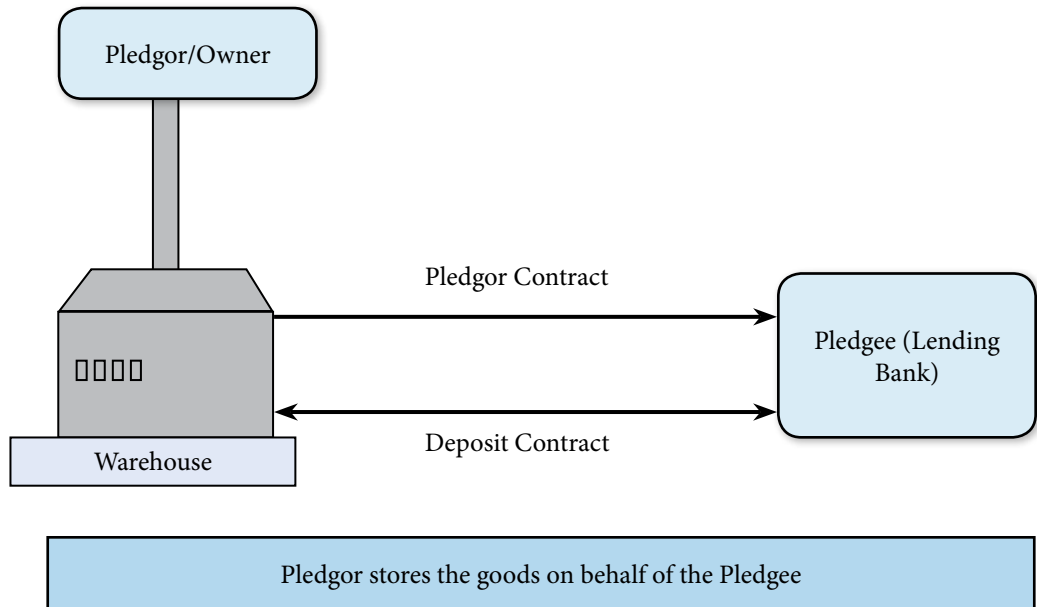 Pledgor/Owner
Pledgor Contract
Pledgee (Lending
Bank)
Deposit Contract
Warehouse
Pledgor stores the goods on behalf of the Pledgee